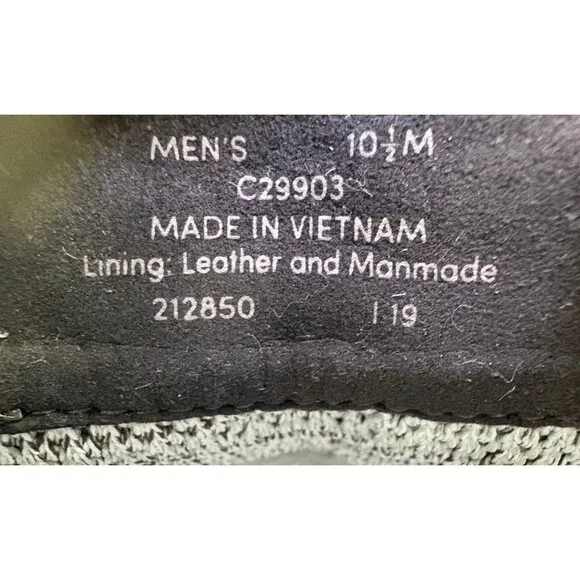 MEN'S 10½M
C29903
MADE IN VIETNAM
Lining: Leather and Manmade
212850 I 19